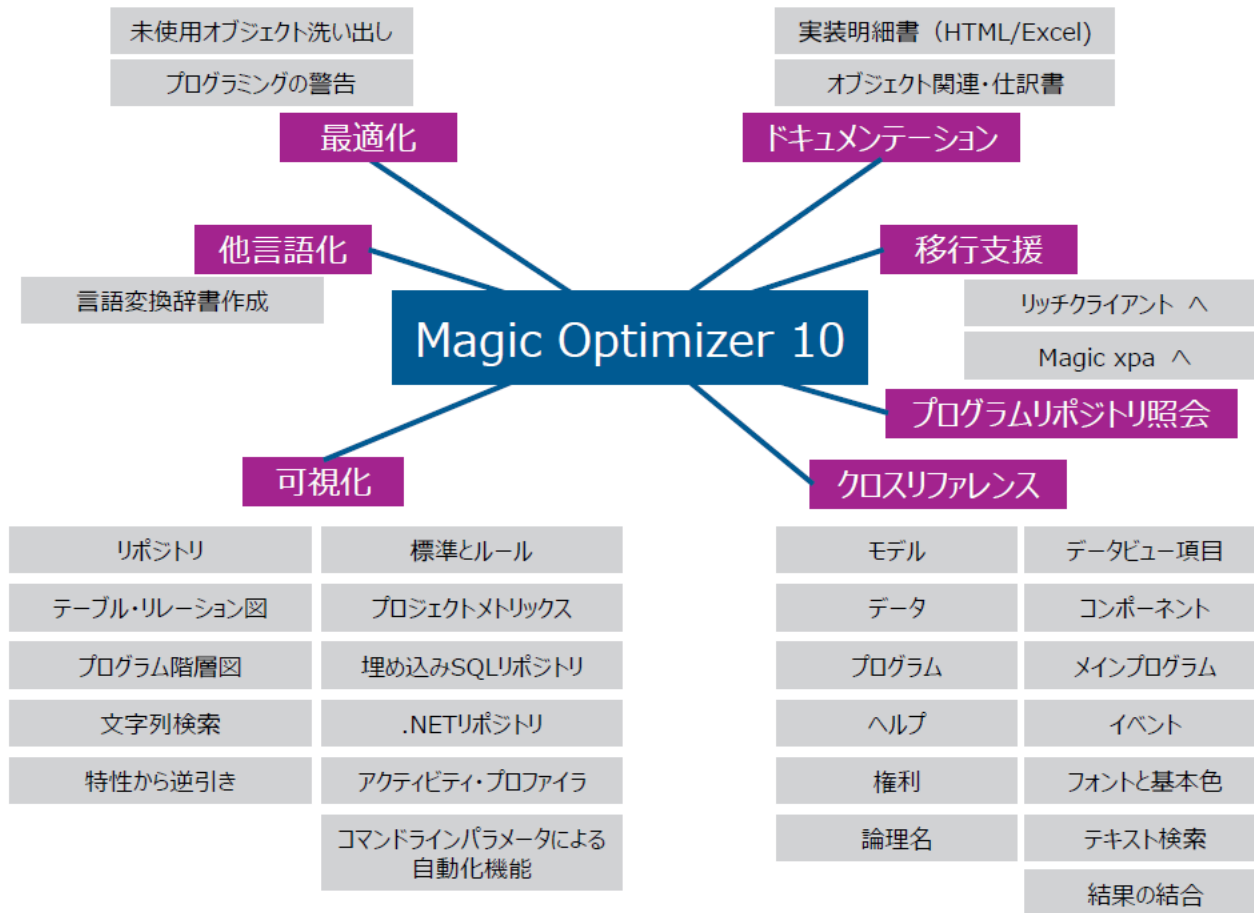 未使用オブジェクト洗い出し
プログラミングの警告
最適化
実装明細書（HTML/Excel)
オブジェクト関連・仕訳書
ドキュメンテーション
他言語化
言語変換辞書作成
移行支援
リッチクライアント へ
Magic xpa へ
Magic Optimizer 10
プログラムリポジトリ照会
可視化
リポジトリ
標準とルール
テーブル・リレーション図
プロジェクトメトリックス
プログラム階層図
埋め込みSQLリポジトリ
文字列検索
.NETリポジトリ
特性から逆引き
アクティビティ・プロファイラ
コマンドラインパラメータによる
自動化機能
クロスリファレンス
モデル
データビュー項目
データ
コンポーネント
プログラム
メインプログラム
ヘルプ
イベント
権利
フォントと基本色
論理名
テキスト検索
結果の結合